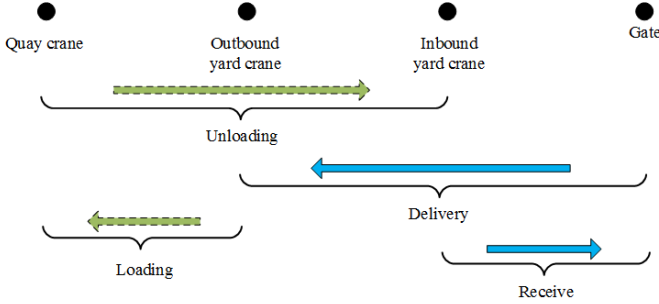 Quay crane
Outbound
yard crane
Inbound
yard crane
Gate
Unloading
Delivery
Loading
Receive